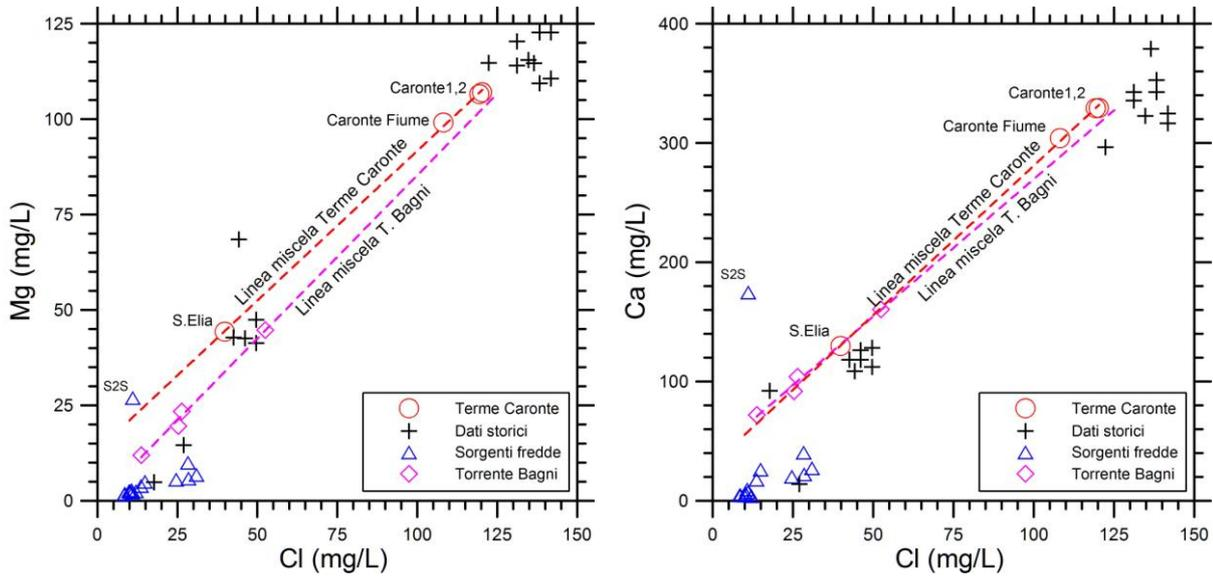 125
100
75
50
25
0
Mg (mg/L)
Caronte1,2
Caronte Fiume
Linea miscela Terme Caronte
Linea miscela T. Bagni
S.Elia
S2S
Terme Caronte
Dati storici
Sorgenti fredde
Torrente Bagni
0 25 50 75 100 125 150
Cl (mg/L)
400
300
200
100
0
Ca (mg/L)
Caronte1,2
Caronte Fiume
Linea miscela Terme Caronte
Linea miscela T. Bagni
S2S
S.Elia
Terme Caronte
Dati storici
Sorgenti fredde
Torrente Bagni
0 25 50 75 100 125 150
Cl (mg/L)